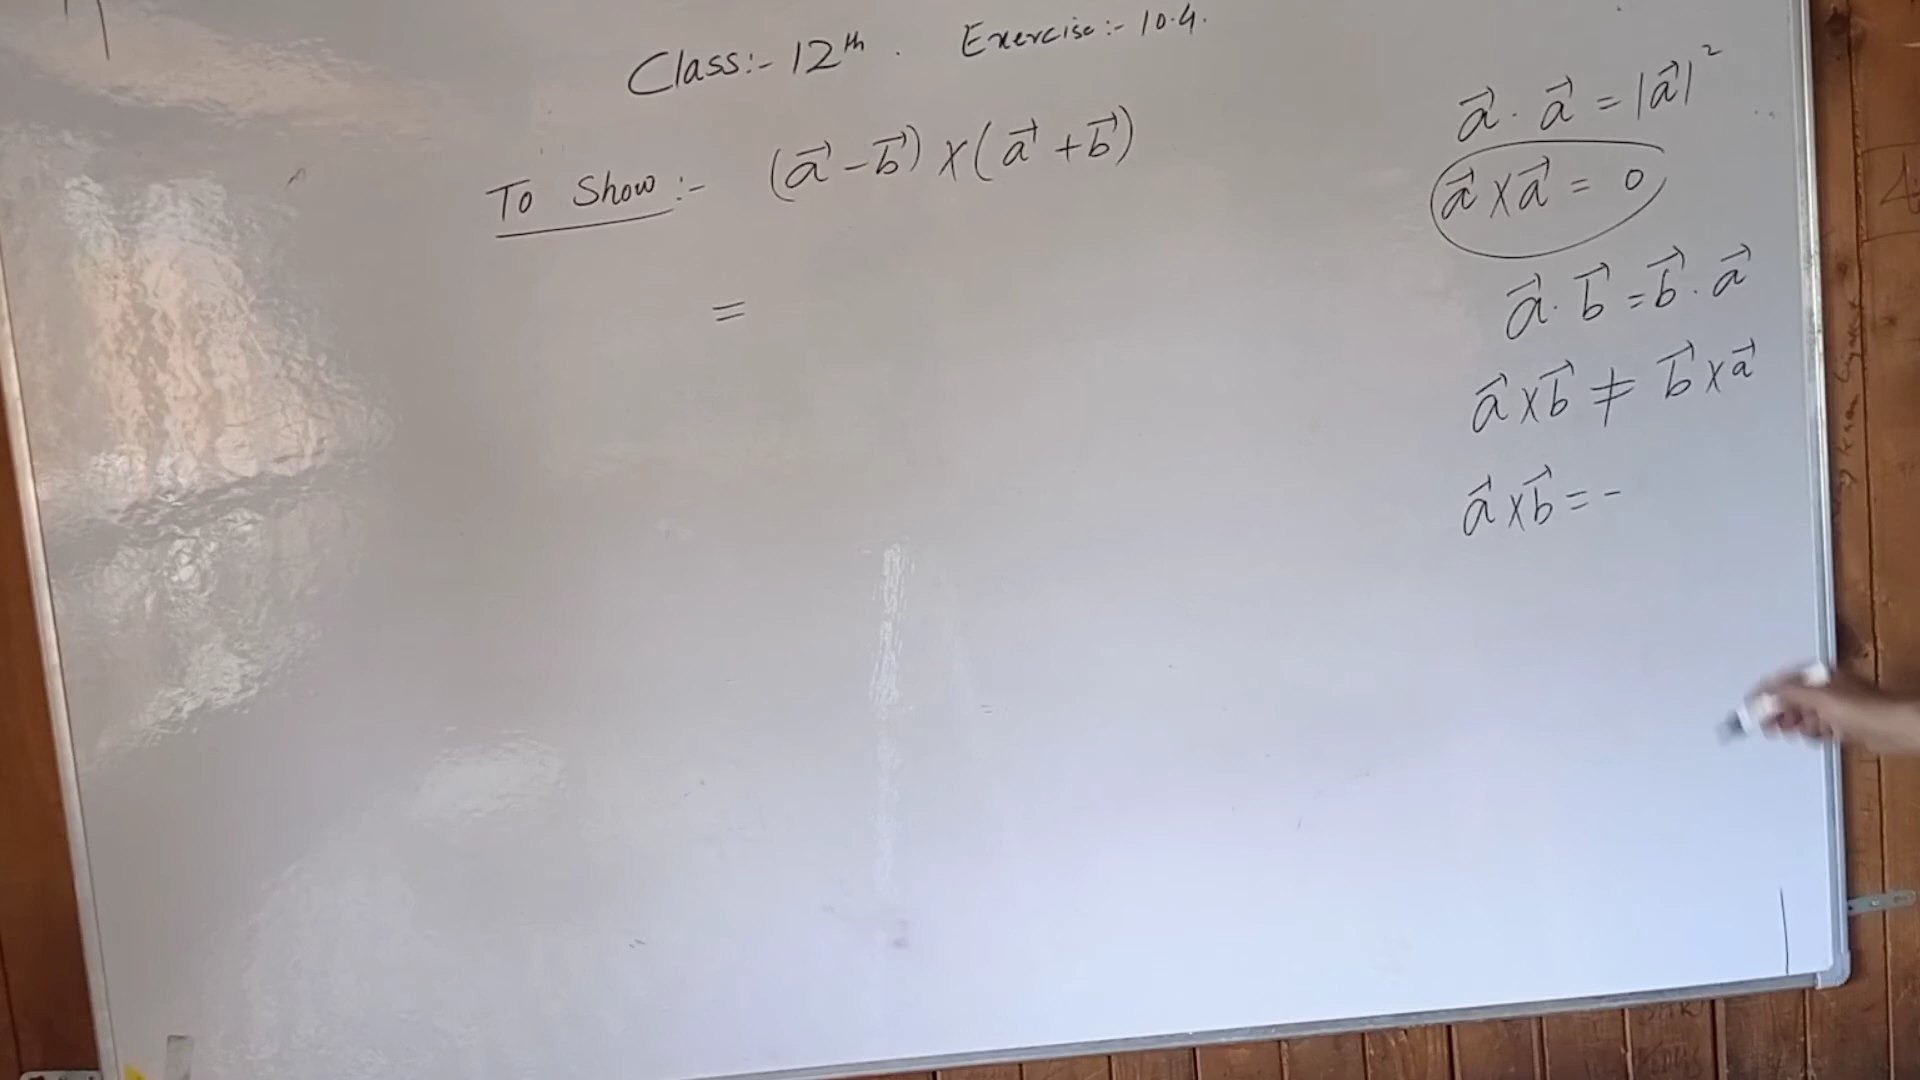 Class:- 12th. Exercise:- 10.4.
To Show:- (a⃗ - b⃗) × (a⃗ + b⃗)
=
a⃗ . a⃗ = |a⃗|²
a⃗ × a⃗ = 0
a⃗ . b⃗ = b⃗ . a⃗
a⃗ × b⃗ ≠ b⃗ × a⃗
a⃗ × b⃗ = -